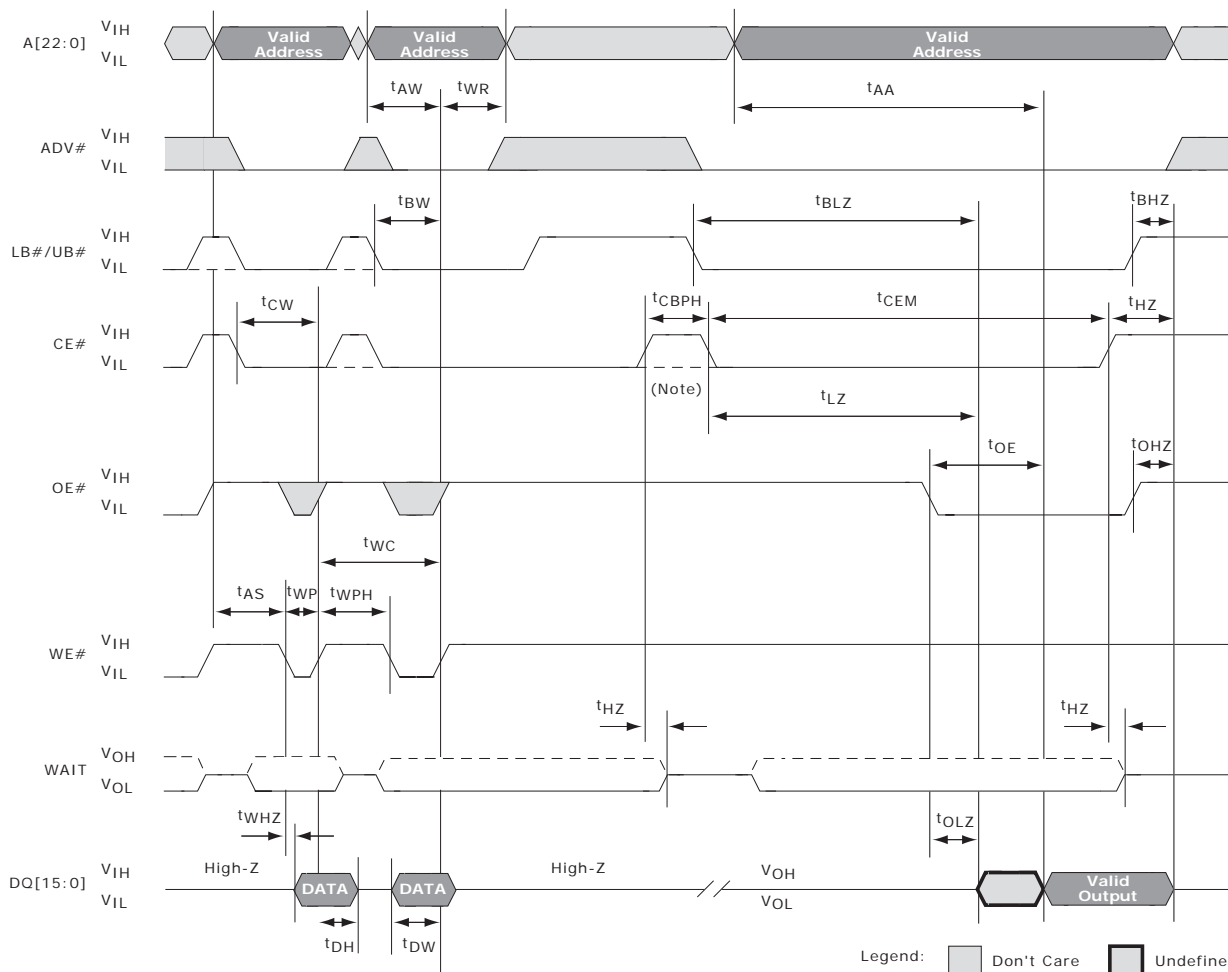 A[22:0] VIH
VIL
Valid
Address
Valid
Address
Valid
Address
tAW tWR tAA
ADV# VIH
VIL
tBW tBLZ tBHZ
LB#/UB# VIH
VIL
tCW tCBPH tCEM tHZ
CE# VIH
VIL
(Note)
tLZ
tOE tOHZ
OE# VIH
VIL
tWC
tAS tWP tWPH
WE# VIH
VIL
tHZ tHZ
WAIT VOH
VOL
tWHZ tOLZ
DQ[15:0] VIH
VIL
High-Z DATA DATA High-Z
VOH
VOL
Valid
Output
tDH tDW
Legend: Don't Care Undefine